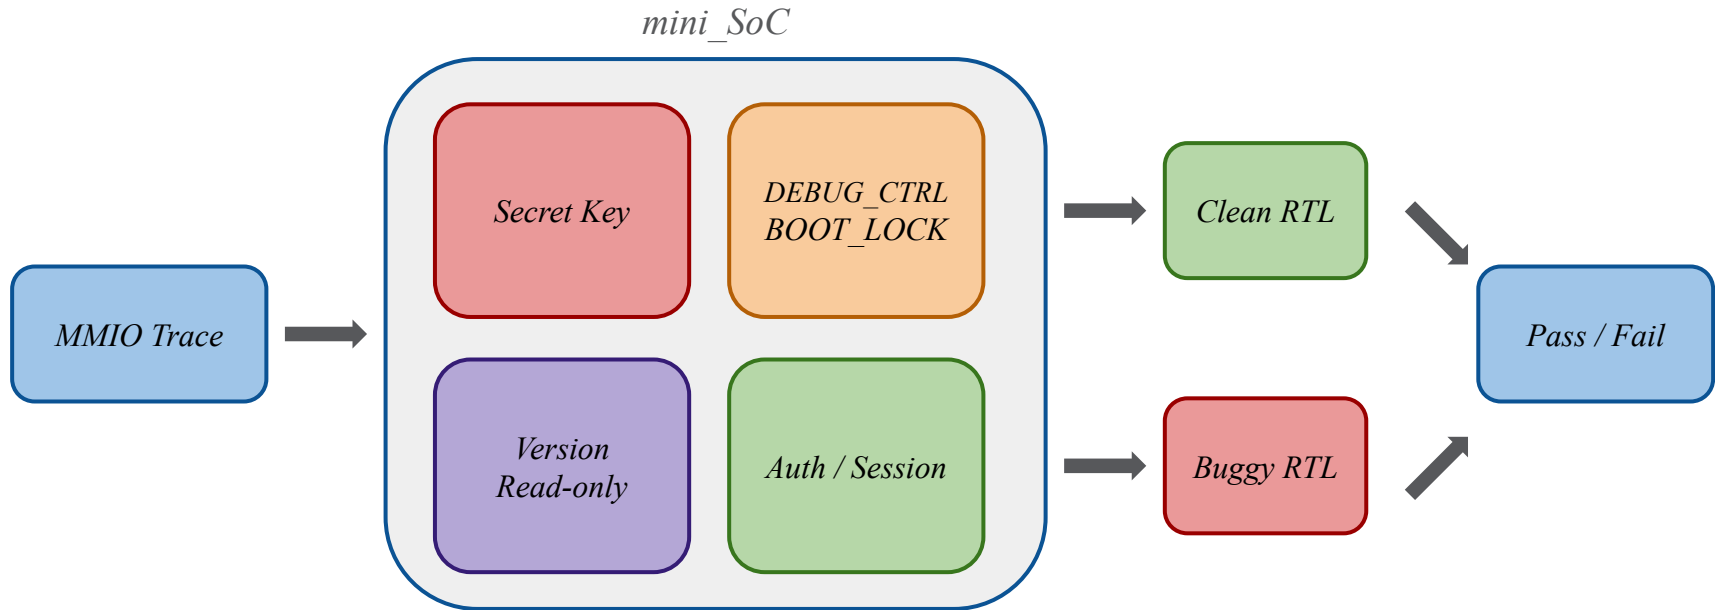 mini_SoC
MMIO Trace
Secret Key
DEBUG_CTRL
BOOT_LOCK
Version
Read-only
Auth / Session
Clean RTL
Buggy RTL
Pass / Fail